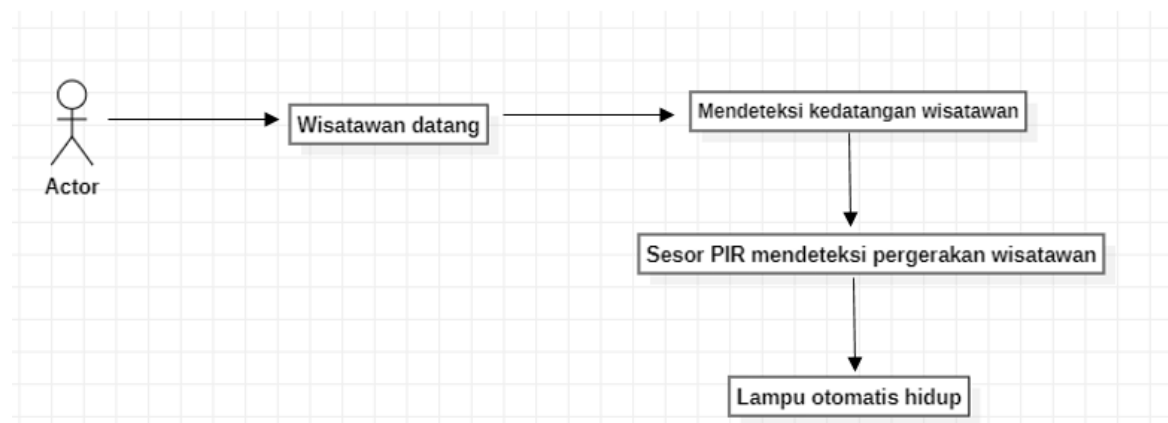 Actor
Wisatawan datang
Mendeteksi kedatangan wisatawan
Sesor PIR mendeteksi pergerakan wisatawan
Lampu otomatis hidup